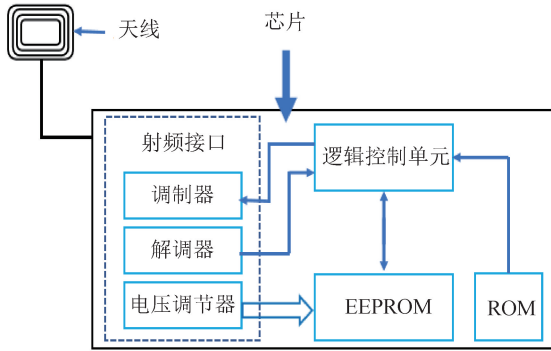 天线
芯片
射频接口
调制器
解调器
电压调节器
逻辑控制单元
EEPROM
ROM